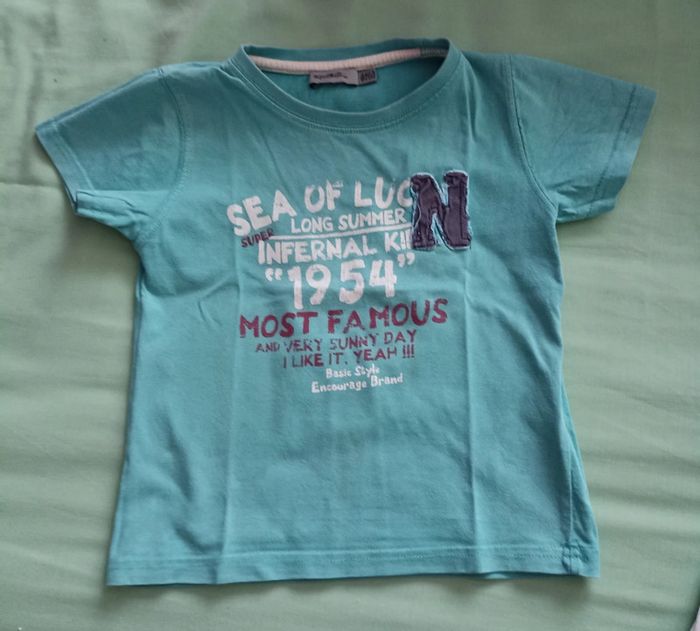 SEA OF LUC
N
SUPER LONG SUMMER
INFERNAL K!!
"1954"
MOST FAMOUS
AND VERY SUNNY DAY
I LIKE IT. YEAH !!!
Basic Style
Encourage Brand